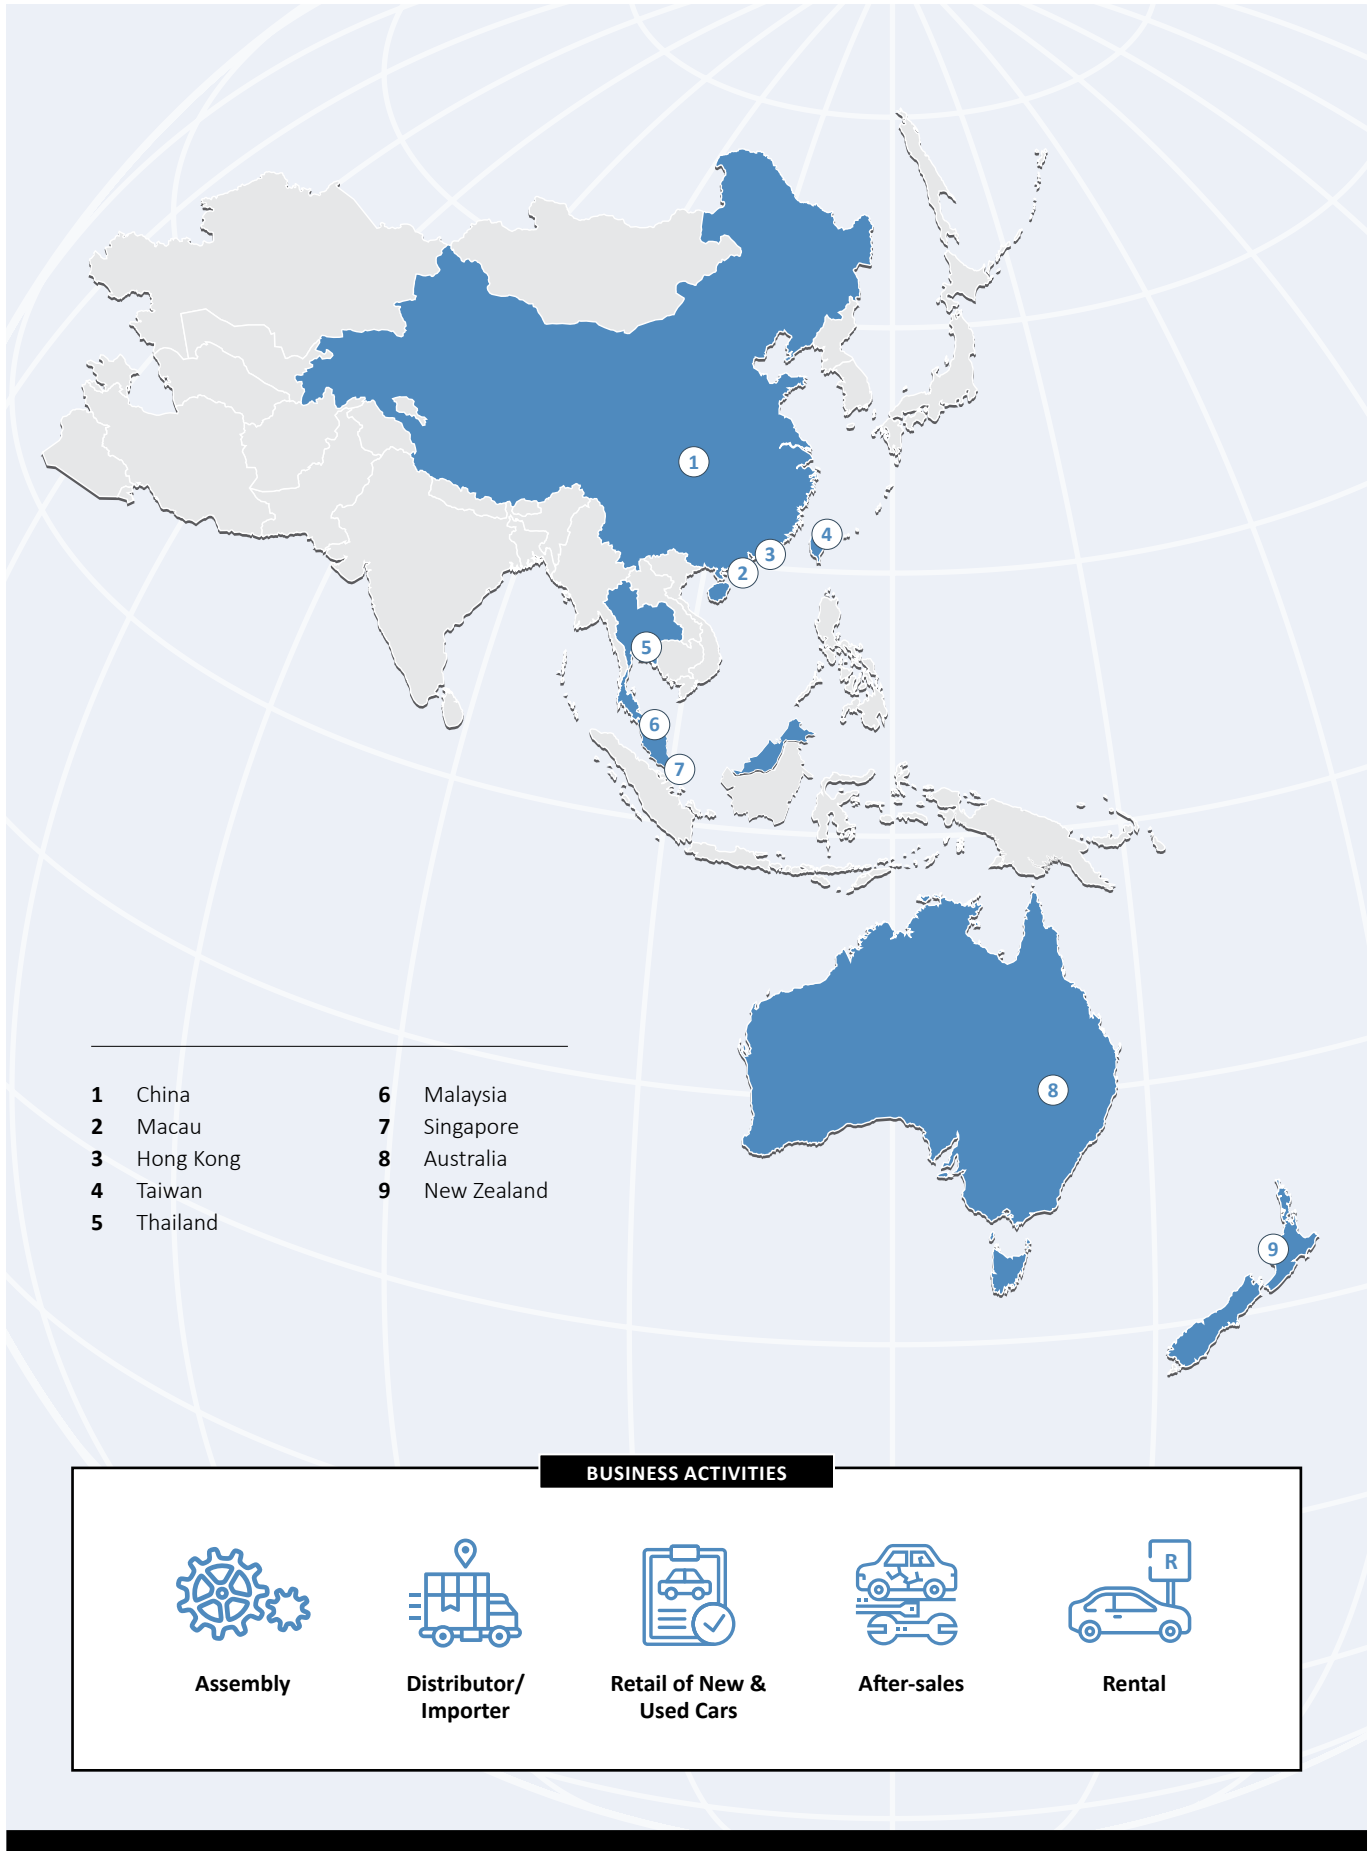 1
4
3
2
5
6
7
8
9
1 China
2 Macau
3 Hong Kong
4 Taiwan
5 Thailand
6 Malaysia
7 Singapore
8 Australia
9 New Zealand
BUSINESS ACTIVITIES
R
Assembly
Distributor/
Importer
Retail of New &
Used Cars
After-sales
Rental